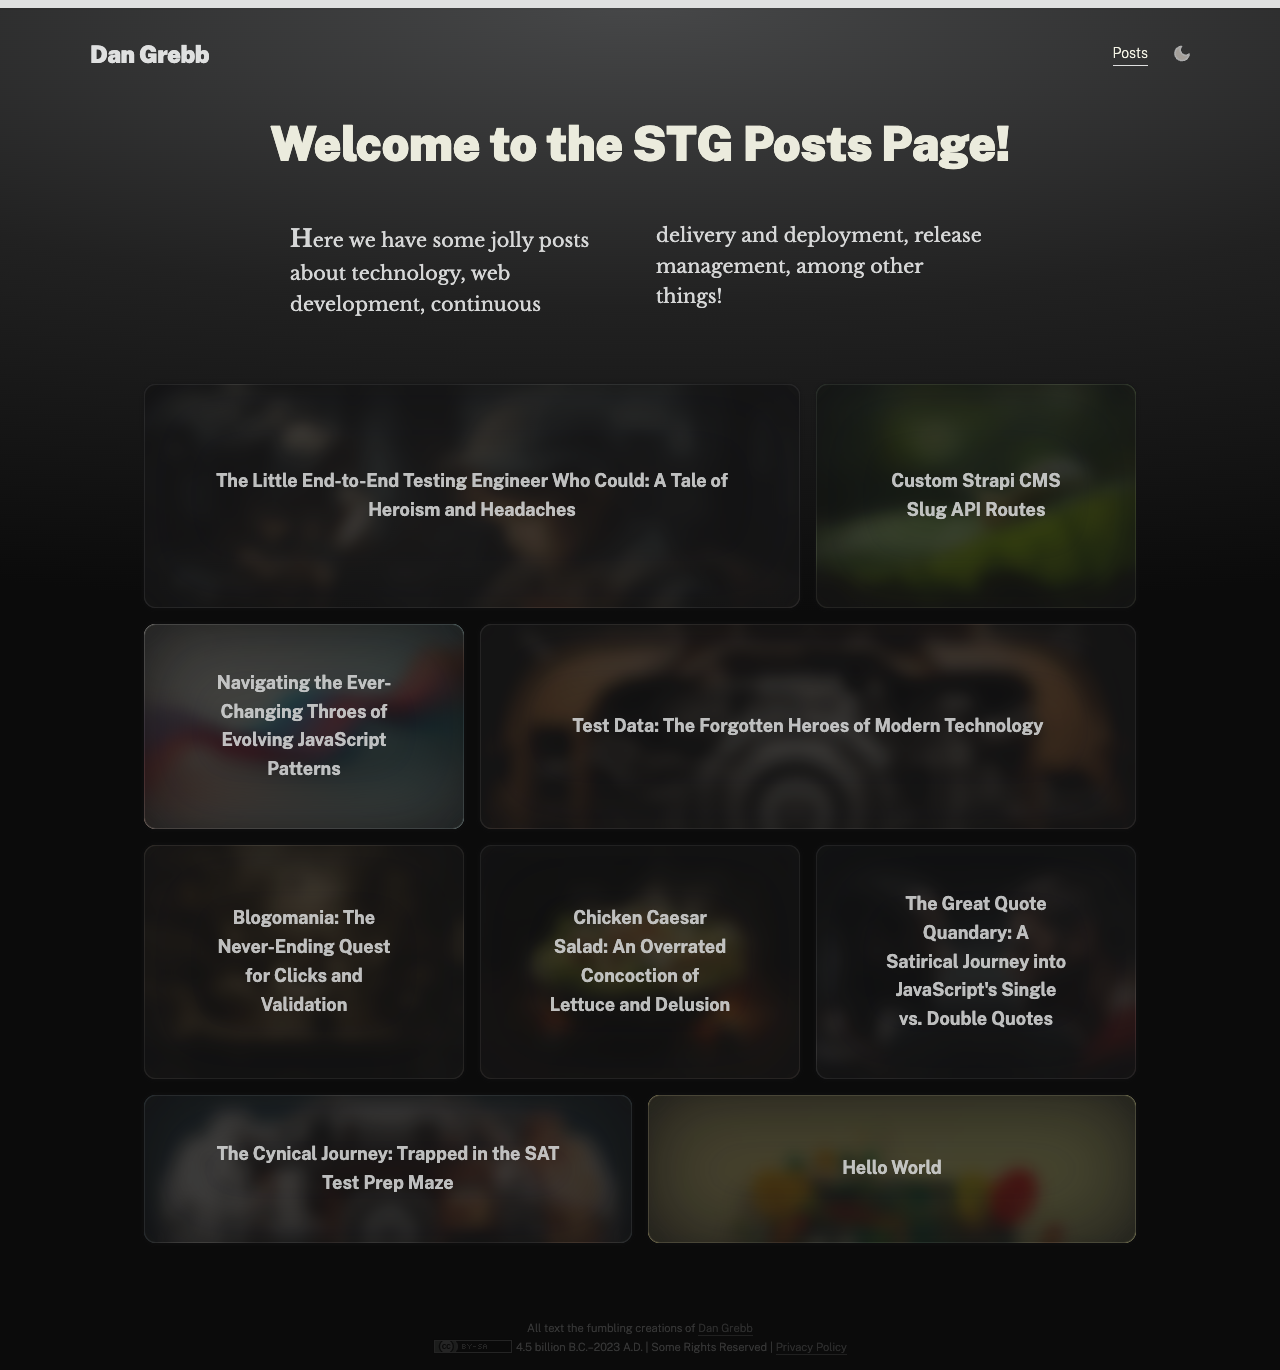 Dan Grebb
Posts
Welcome to the STG Posts Page!
Here we have some jolly posts
about technology, web
development, continuous
delivery and deployment, release
management, among other
things!
The Little End-to-End Testing Engineer Who Could: A Tale of
Heroism and Headaches
Custom Strapi CMS
Slug API Routes
Navigating the Ever-
Changing Throes of
Evolving JavaScript
Patterns
Test Data: The Forgotten Heroes of Modern Technology
Blogomania: The
Never-Ending Quest
for Clicks and
Validation
Chicken Caesar
Salad: An Overrated
Concoction of
Lettuce and Delusion
The Great Quote
Quandary: A
Satirical Journey into
JavaScript's Single
vs. Double Quotes
The Cynical Journey: Trapped in the SAT
Test Prep Maze
Hello World
All text the fumbling creations of Dan Grebb
cc BY-SA 4.5 billion B.C.–2023 A.D. | Some Rights Reserved | Privacy Policy